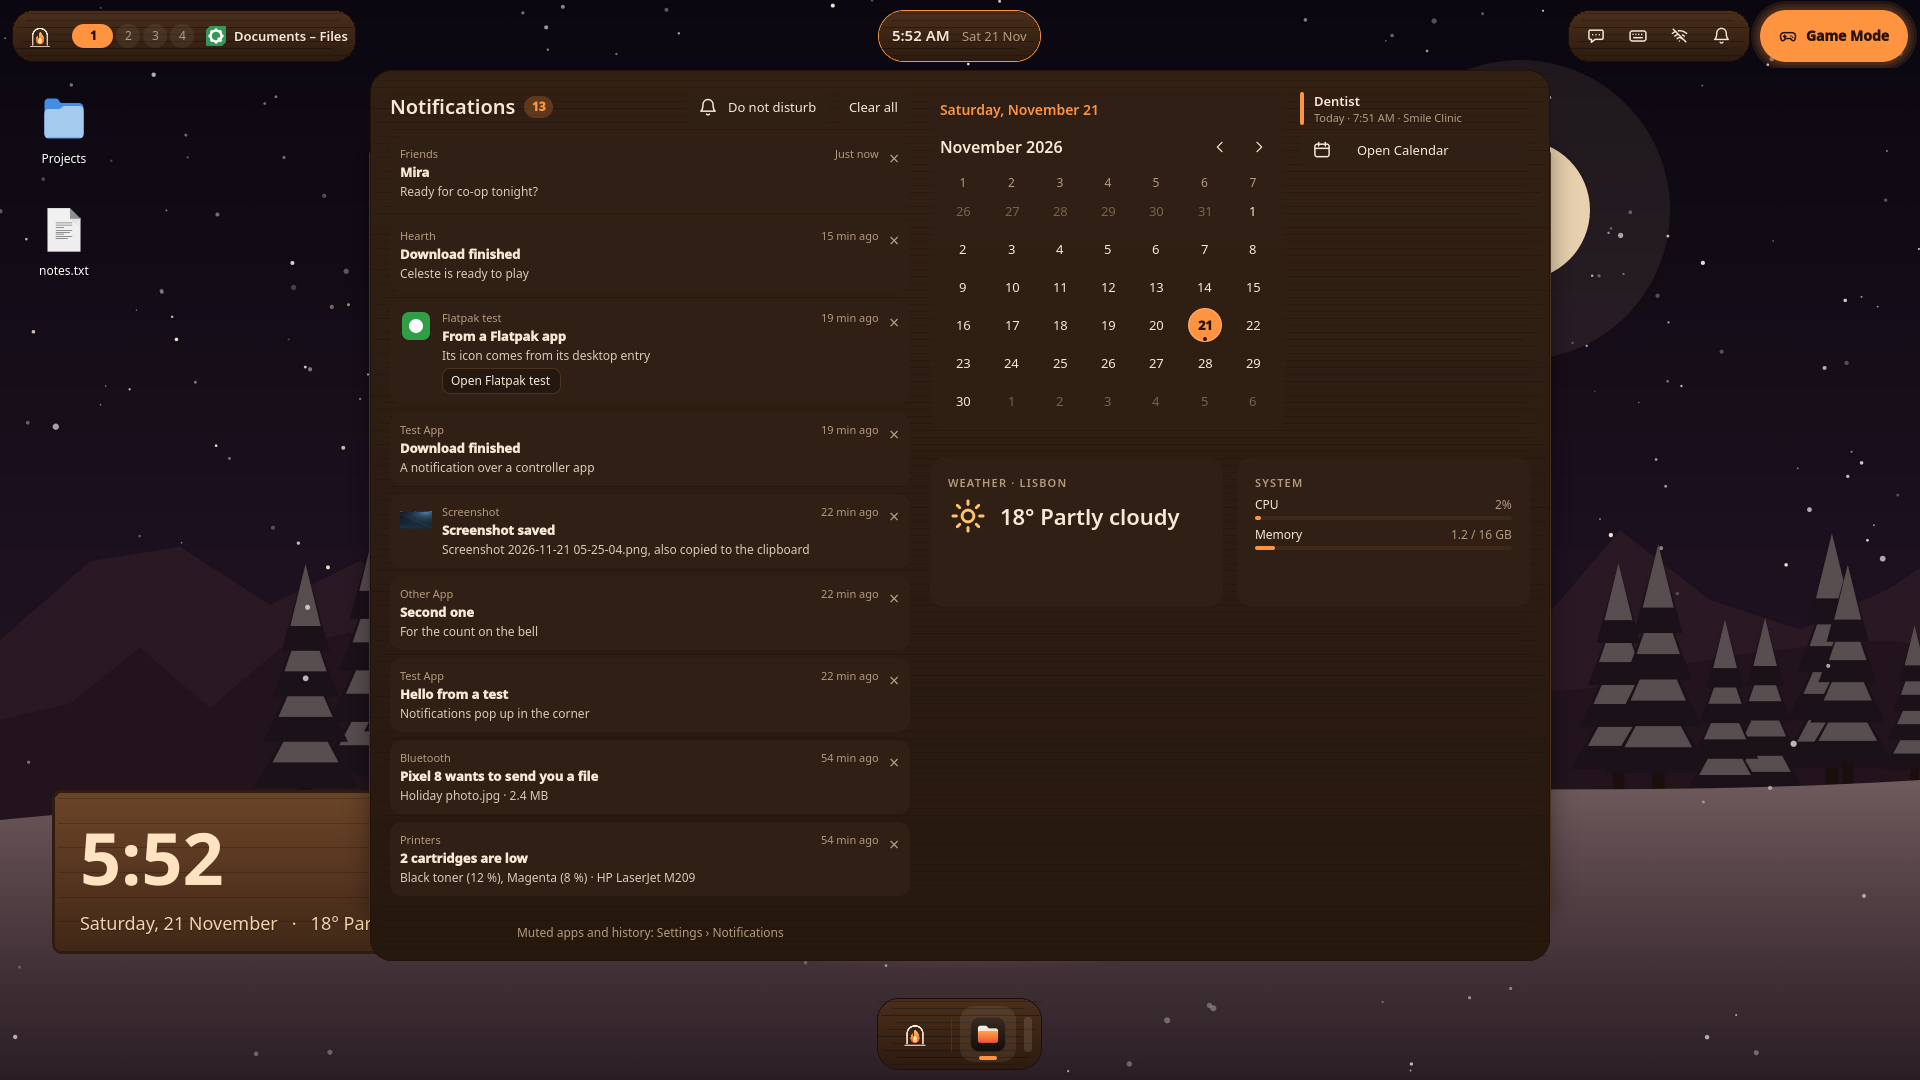 1 2 3 4 Documents – Files
5:52 AM Sat 21 Nov
Game Mode
Projects
notes.txt
Notifications 13 Do not disturb Clear all
Friends Just now
Mira
Ready for co-op tonight?
Hearth 15 min ago
Download finished
Celeste is ready to play
Flatpak test 19 min ago
From a Flatpak app
Its icon comes from its desktop entry
Open Flatpak test
Test App 19 min ago
Download finished
A notification over a controller app
Screenshot 22 min ago
Screenshot saved
Screenshot 2026-11-21 05-25-04.png, also copied to the clipboard
Other App 22 min ago
Second one
For the count on the bell
Test App 22 min ago
Hello from a test
Notifications pop up in the corner
Bluetooth 54 min ago
Pixel 8 wants to send you a file
Holiday photo.jpg · 2.4 MB
Printers 54 min ago
2 cartridges are low
Black toner (12 %), Magenta (8 %) · HP LaserJet M209
Muted apps and history: Settings › Notifications
Saturday, November 21
November 2026
1 2 3 4 5 6 7
26 27 28 29 30 31 1
2 3 4 5 6 7 8
9 10 11 12 13 14 15
16 17 18 19 20 21 22
23 24 25 26 27 28 29
30 1 2 3 4 5 6
Dentist
Today · 7:51 AM · Smile Clinic
Open Calendar
WEATHER · LISBON
18° Partly cloudy
SYSTEM
CPU 2%
Memory 1.2 / 16 GB
5:52
Saturday, 21 November · 18° Par